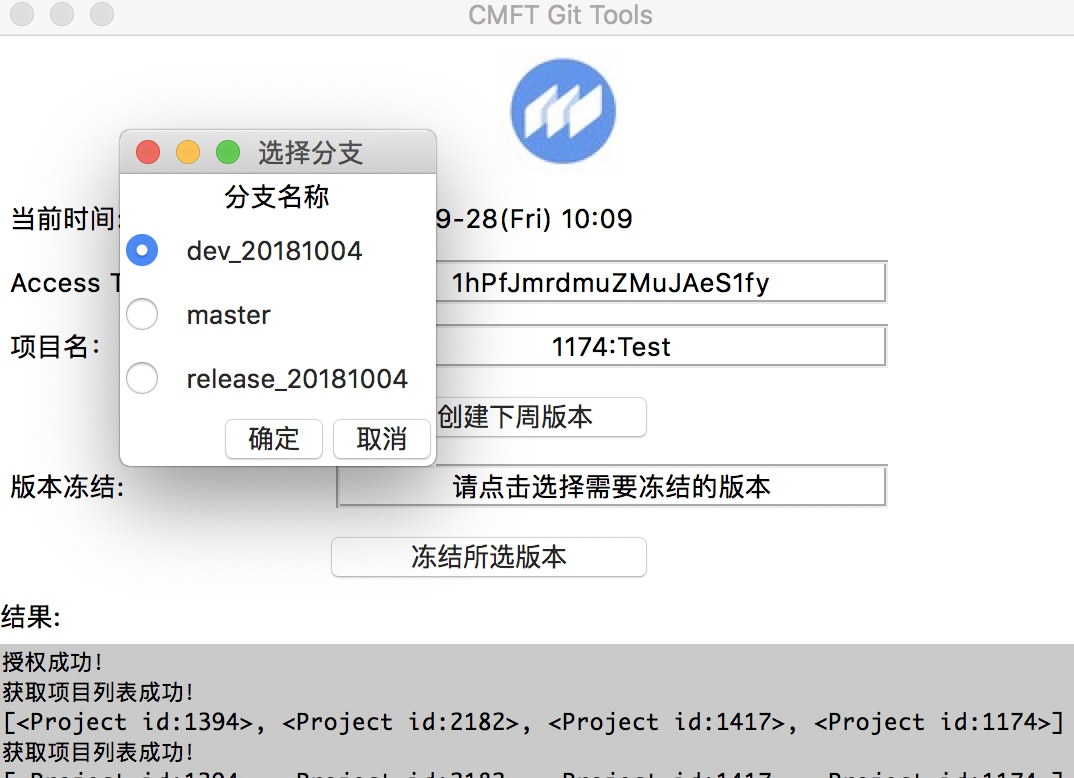 CMFT Git Tools
选择分支
分支名称
dev_20181004
master
release_20181004
确定
取消
当前时间:
9-28(Fri) 10:09
Access T
1hPfJmrdmuZMuJAeS1fy
项目名:
1174:Test
创建下周版本
版本冻结:
请点击选择需要冻结的版本
冻结所选版本
结果:
授权成功!
获取项目列表成功!
[<Project id:1394>, <Project id:2182>, <Project id:1417>, <Project id:1174>]
获取项目列表成功!